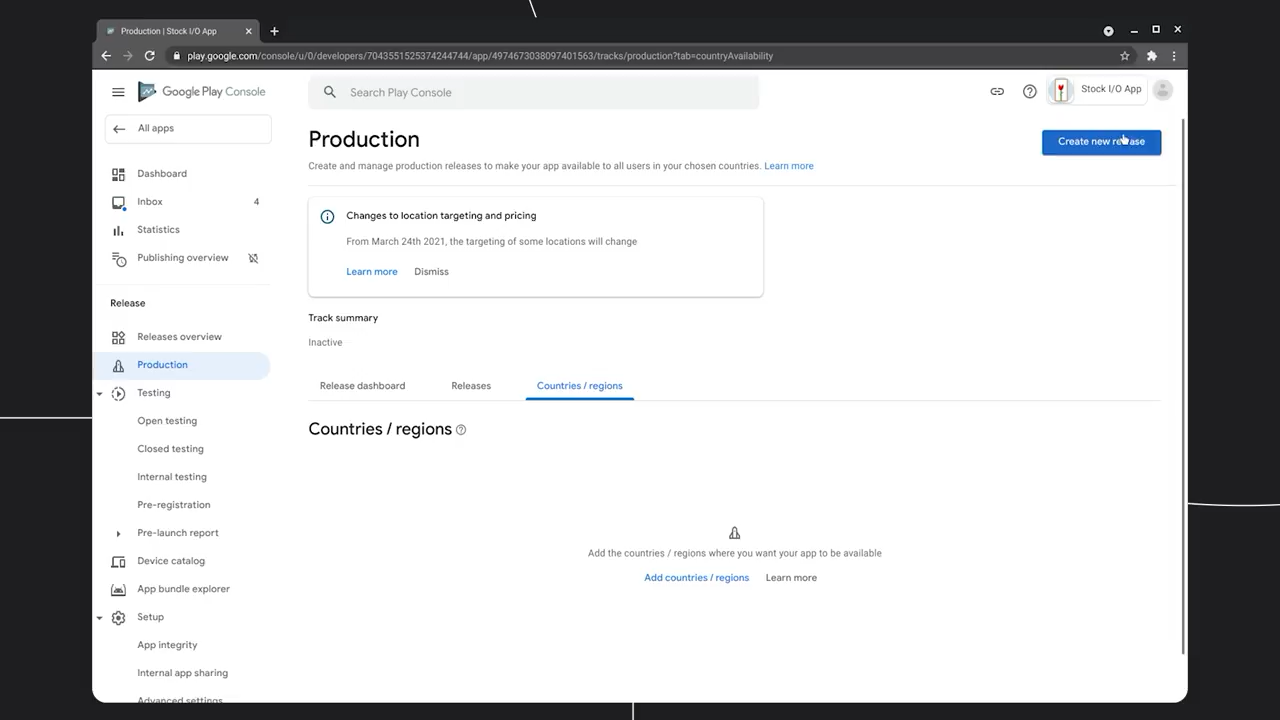 Production | Stock I/O App
play.google.com/console/u/0/developers/7043551525374244744/app/4974673038097401563/tracks/production?tab=countryAvailability
Google Play Console
Search Play Console
Stock I/O App
All apps
Dashboard
Inbox 4
Statistics
Publishing overview
Release
Releases overview
Production
Testing
Open testing
Closed testing
Internal testing
Pre-registration
Pre-launch report
Device catalog
App bundle explorer
Setup
App integrity
Internal app sharing
Advanced settings
Production
Create new release
Create and manage production releases to make your app available to all users in your chosen countries. Learn more
Changes to location targeting and pricing
From March 24th 2021, the targeting of some locations will change
Learn more Dismiss
Track summary
Inactive
Release dashboard Releases Countries / regions
Countries / regions
Add the countries / regions where you want your app to be available
Add countries / regions Learn more